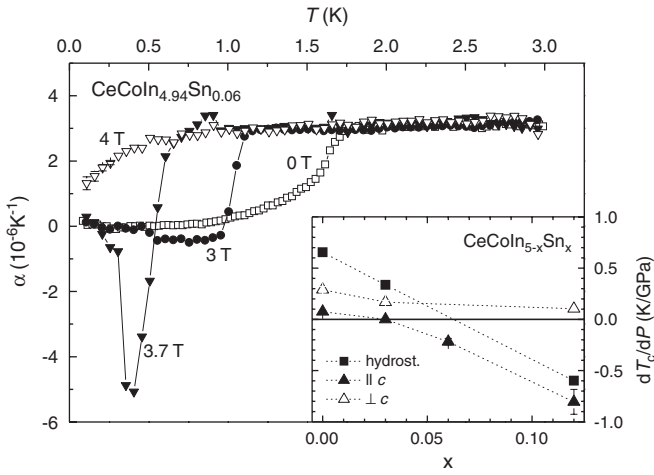 T (K)
0.0 0.5 1.0 1.5 2.0 2.5 3.0
CeCoIn₄.₉₄Sn₀.₀₆
4
2
0
-2
-4
-6
α (10⁻⁶K⁻¹)
4 T
0 T
3 T
3.7 T
CeCoIn₅₋ₓSnₓ
hydrost.
|| c
⊥ c
1.0
0.5
0.0
-0.5
-1.0
dT_c/dP (K/GPa)
0.00 0.05 0.10
x